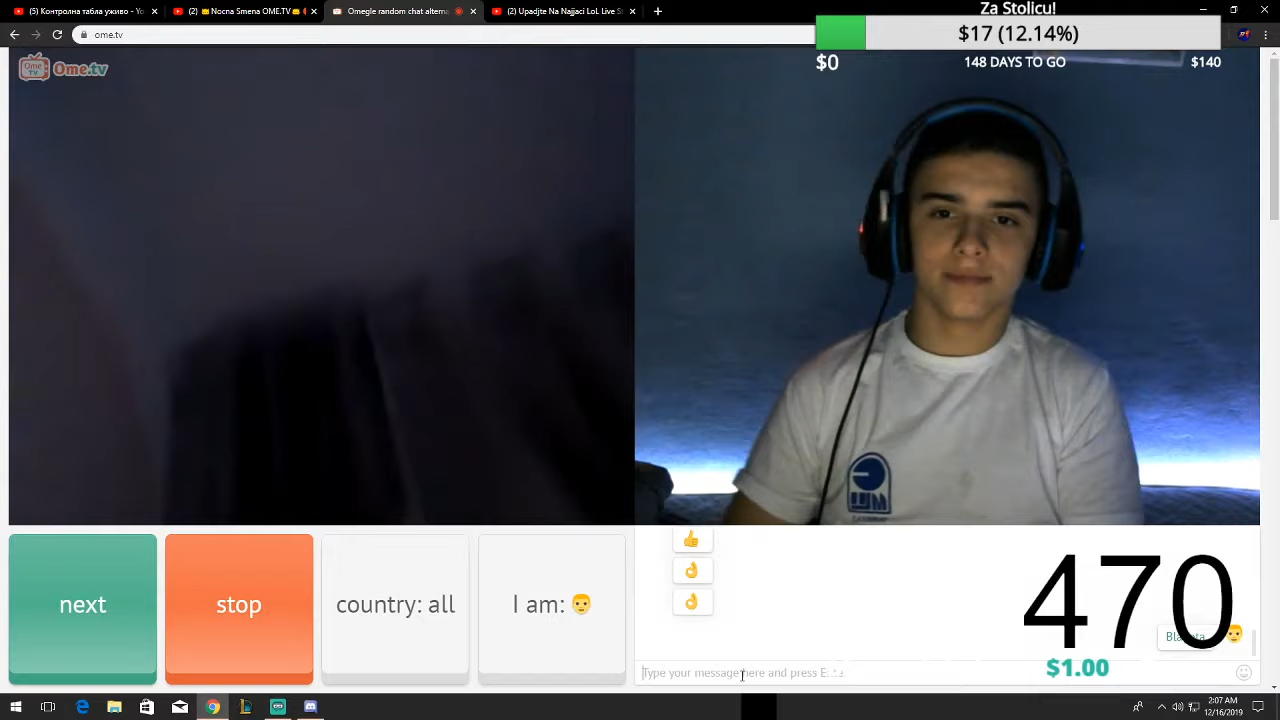 (5) Контролна табла уживо - Yo
(2) Nocna Smena OME.TV
Omegle random chat alterna
(2) Upadjte Na Najjaci LoL Live S
Za Stolicu!
ome.tv
$17 (12.14%)
$0
148 DAYS TO GO
$140
Ome TV Ome.tv
next
stop
country: all
I am:
470
$1.00
Type your message here and press
2:07 AM
12/16/2019